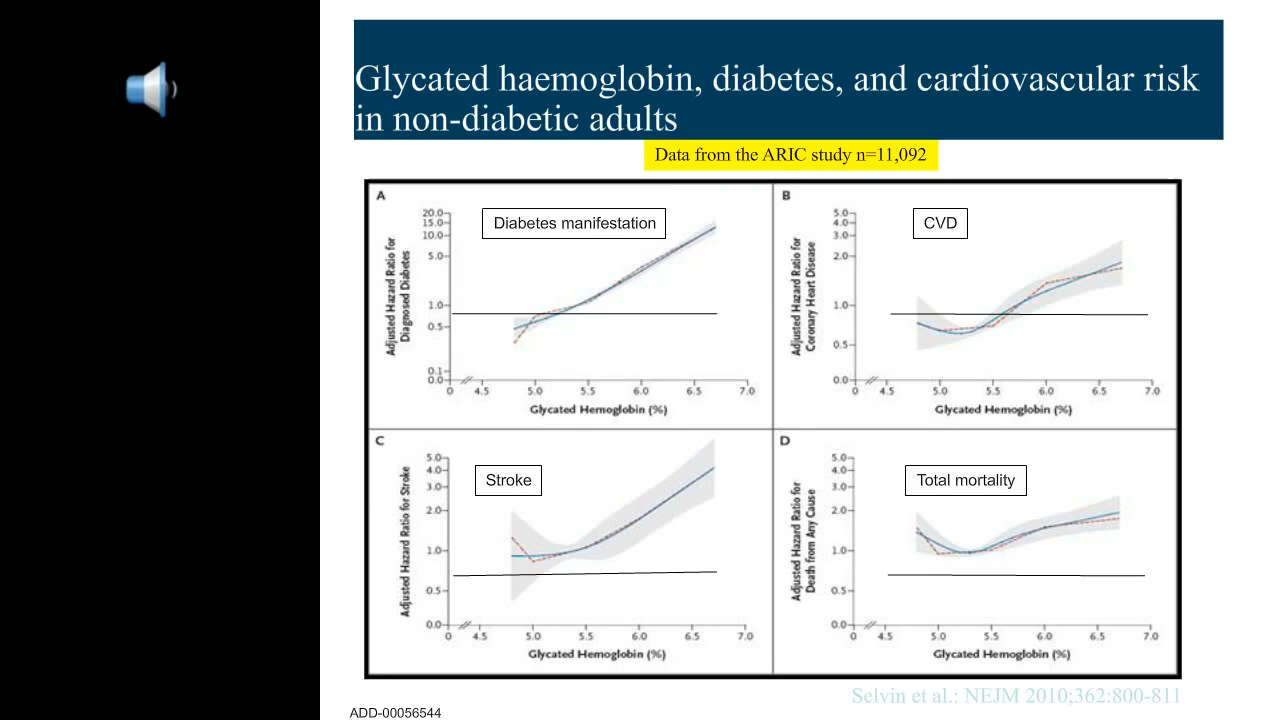 Glycated haemoglobin, diabetes, and cardiovascular risk
in non-diabetic adults
Data from the ARIC study n=11,092
A
Diabetes manifestation
Adjusted Hazard Ratio for
Diagnosed Diabetes
20.0
15.0
10.0
5.0
1.0
0.5
0.1
0.0
0 4.5 5.0 5.5 6.0 6.5 7.0
Glycated Hemoglobin (%)
B
CVD
Adjusted Hazard Ratio for
Coronary Heart Disease
5.0
4.0
3.0
2.0
1.0
0.5
0.0
0 4.5 5.0 5.5 6.0 6.5 7.0
Glycated Hemoglobin (%)
C
Stroke
Adjusted Hazard Ratio for Stroke
5.0
4.0
3.0
2.0
1.0
0.5
0.0
0 4.5 5.0 5.5 6.0 6.5 7.0
Glycated Hemoglobin (%)
D
Total mortality
Adjusted Hazard Ratio for
Death from Any Cause
5.0
4.0
3.0
2.0
1.0
0.5
0.0
0 4.5 5.0 5.5 6.0 6.5 7.0
Glycated Hemoglobin (%)
Selvin et al.: NEJM 2010;362:800-811
ADD-00056544